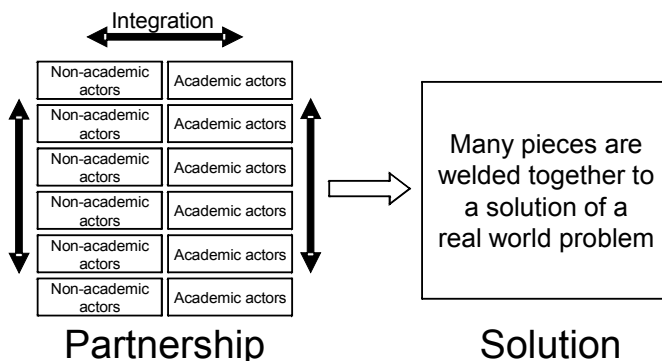 Integration
Non-academic
actors
Academic actors
Non-academic
actors
Academic actors
Non-academic
actors
Academic actors
Non-academic
actors
Academic actors
Non-academic
actors
Academic actors
Non-academic
actors
Academic actors
Many pieces are
welded together to
a solution of a
real world problem
Partnership
Solution